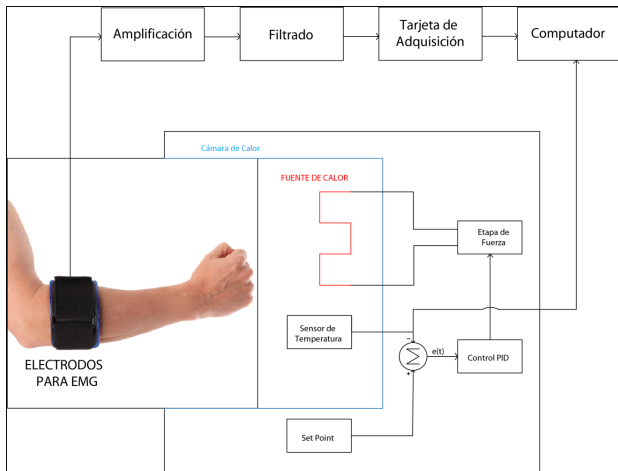 Amplificación
Filtrado
Tarjeta de
Adquisición
Computador
Cámara de Calor
FUENTE DE CALOR
Etapa de
Fuerza
Sensor de
Temperatura
−
Σ
+
e(t)
Control PID
ELECTRODOS
PARA EMG
Set Point